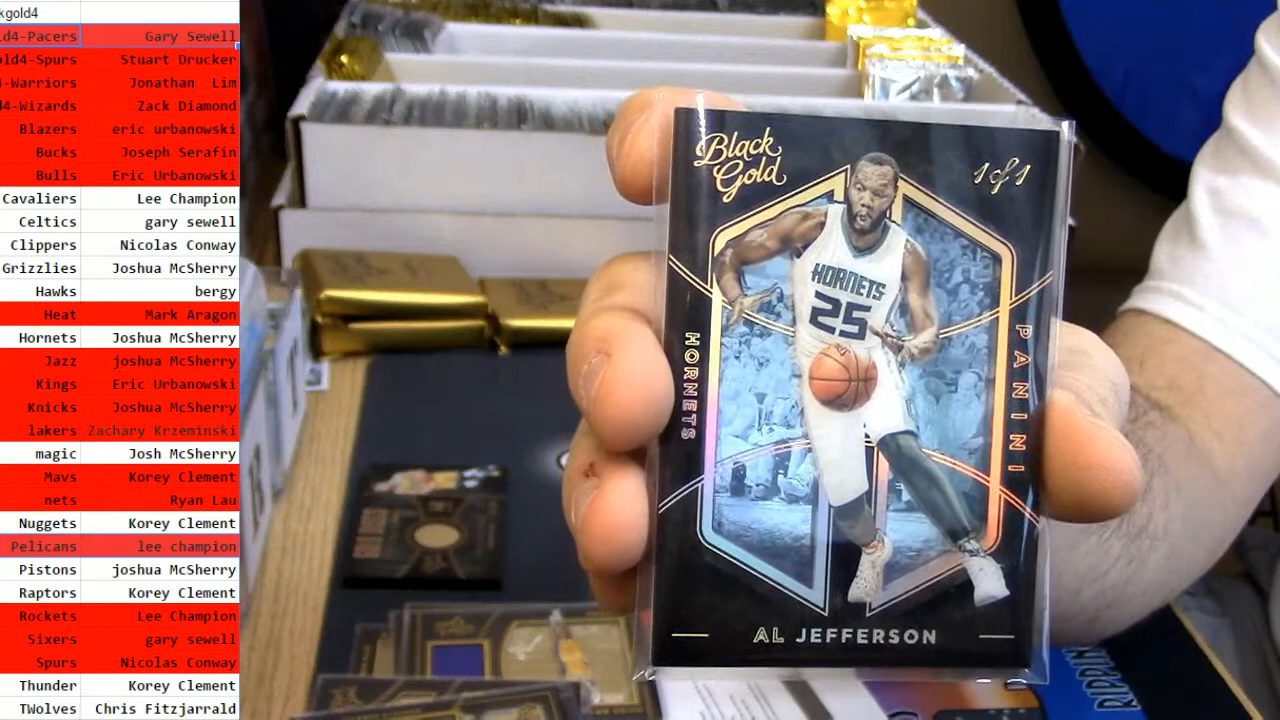 kgold4
ld4-Pacers Gary Sewell
old4-Spurs Stuart Drucker
4-Warriors Jonathan Lim
d4-Wizards Zack Diamond
Blazers eric urbanowski
Bucks Joseph Serafin
Bulls Eric Urbanowski
Cavaliers Lee Champion
Celtics gary sewell
Clippers Nicolas Conway
Grizzlies Joshua McSherry
Hawks bergy
Heat Mark Aragon
Hornets Joshua McSherry
Jazz joshua McSherry
Kings Eric Urbanowski
Knicks Joshua McSherry
lakers Zachary Krzeminski
magic Josh McSherry
Mavs Korey Clement
nets Ryan Lau
Nuggets Korey Clement
Pelicans lee champion
Pistons joshua McSherry
Raptors Korey Clement
Rockets Lee Champion
Sixers gary sewell
Spurs Nicolas Conway
Thunder Korey Clement
TWolves Chris Fitzjarrald
Black
Gold
1 of 1
HORNETS
25
HORNETS
PANINI
AL JEFFERSON
RIPPIN